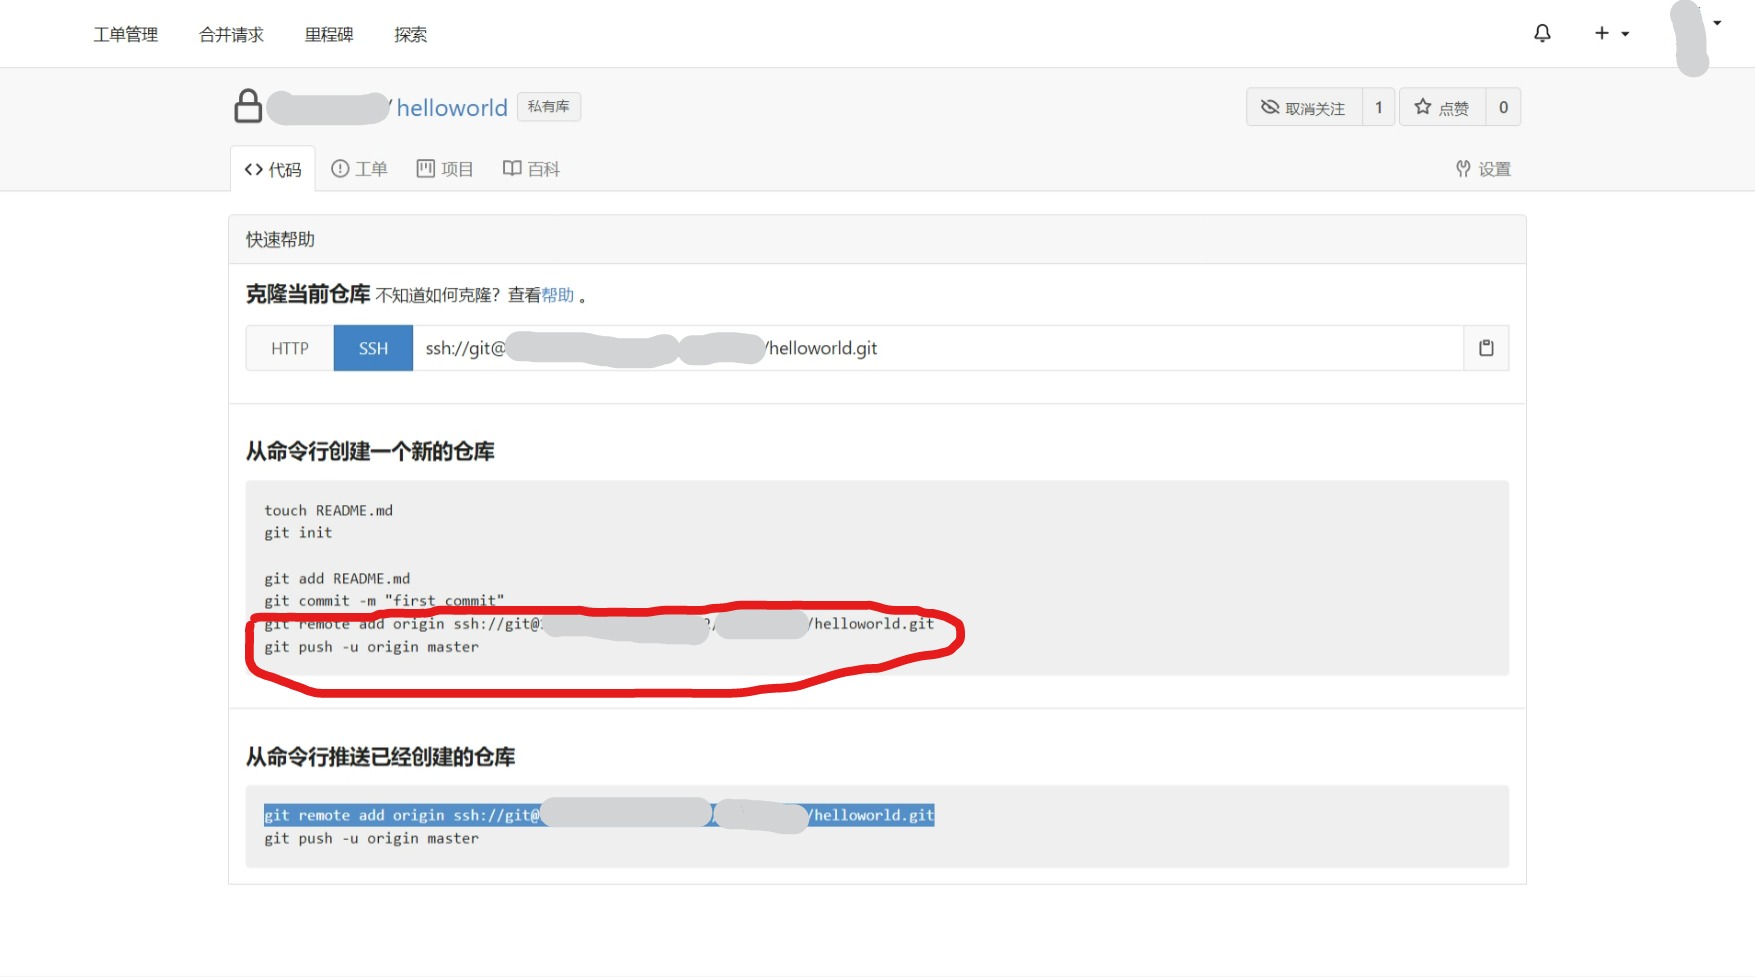 工单管理 合并请求 里程碑 探索
/ helloworld 私有库 取消关注 1 点赞 0
代码 工单 项目 百科 设置
快速帮助
克隆当前仓库 不知道如何克隆？查看帮助 。
HTTP SSH ssh://git@ /helloworld.git
从命令行创建一个新的仓库
touch README.md
git init
git add README.md
git commit -m "first commit"
git remote add origin ssh://git@ /helloworld.git
git push -u origin master
从命令行推送已经创建的仓库
git remote add origin ssh://git@ /helloworld.git
git push -u origin master